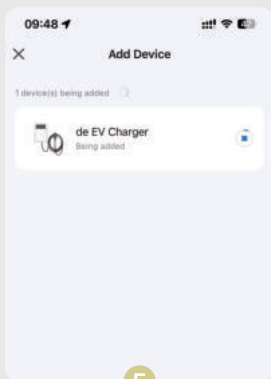 09:48
Add Device
1 device(s) being added
de EV Charger
Being added